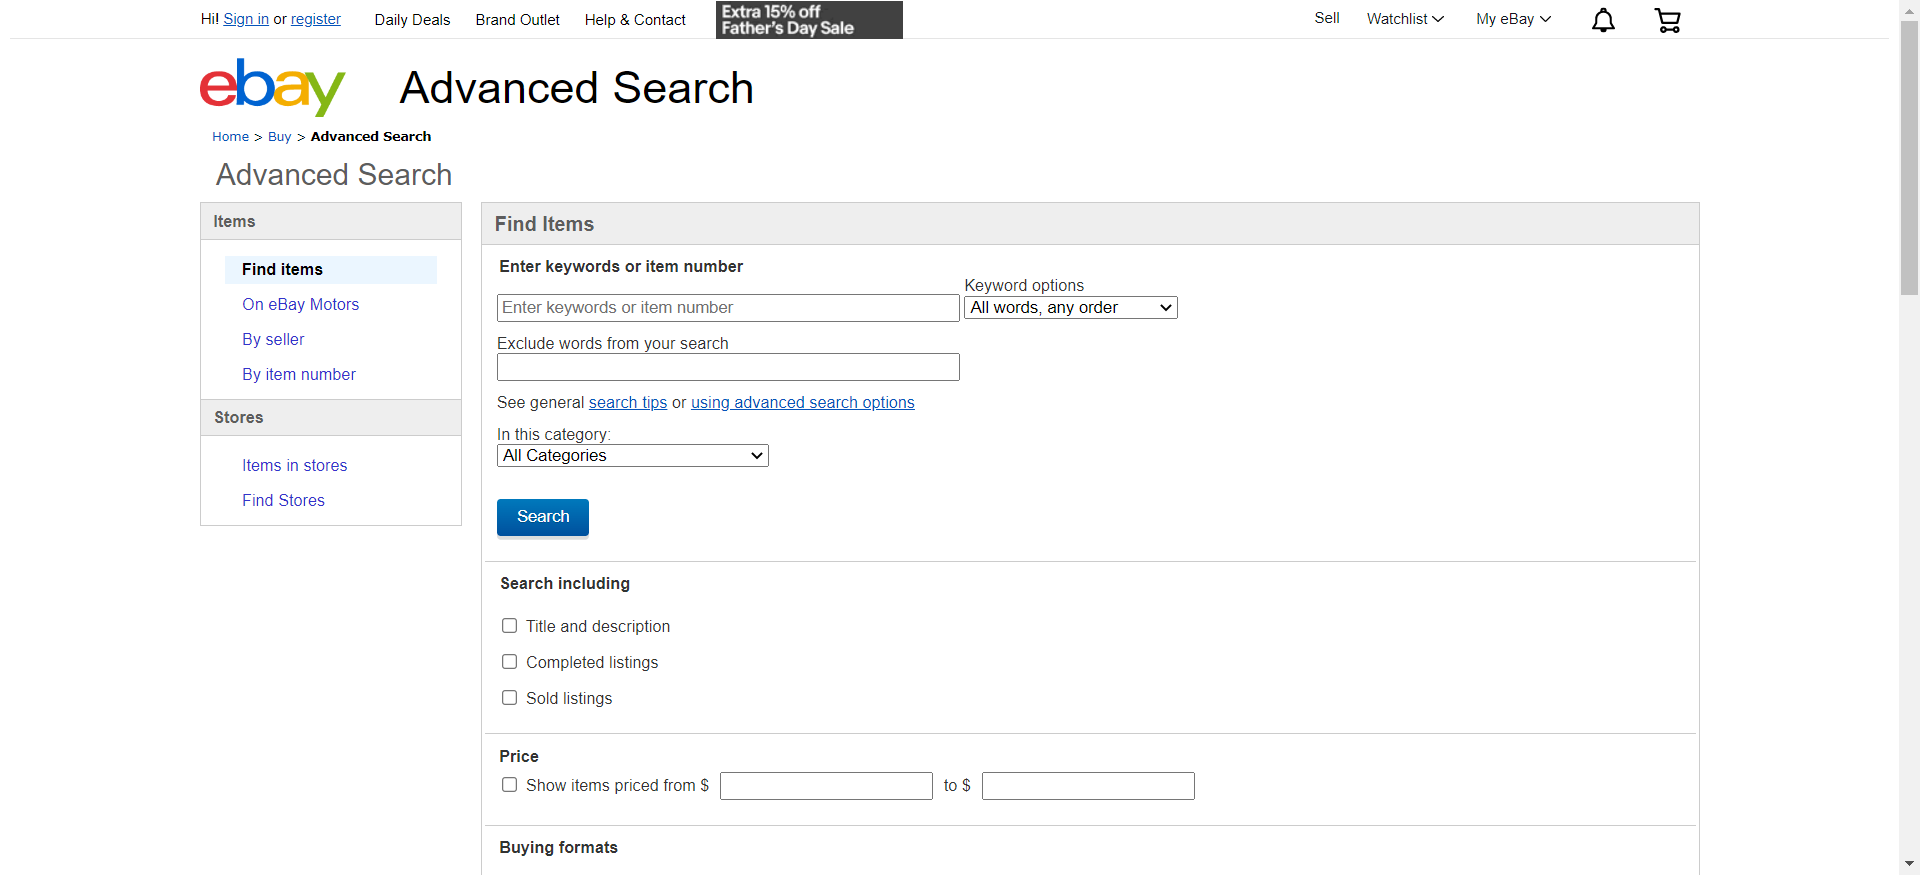 Hi! Sign in or register
Daily Deals
Brand Outlet
Help & Contact
Extra 15% off
Father's Day Sale
Sell
Watchlist
My eBay
ebay
Advanced Search
Home > Buy > Advanced Search
Advanced Search
Items
Find items
On eBay Motors
By seller
By item number
Stores
Items in stores
Find Stores
Find Items
Enter keywords or item number
Keyword options
Enter keywords or item number
All words, any order
Exclude words from your search
See general search tips or using advanced search options
In this category:
All Categories
Search
Search including
Title and description
Completed listings
Sold listings
Price
Show items priced from $ to $
Buying formats